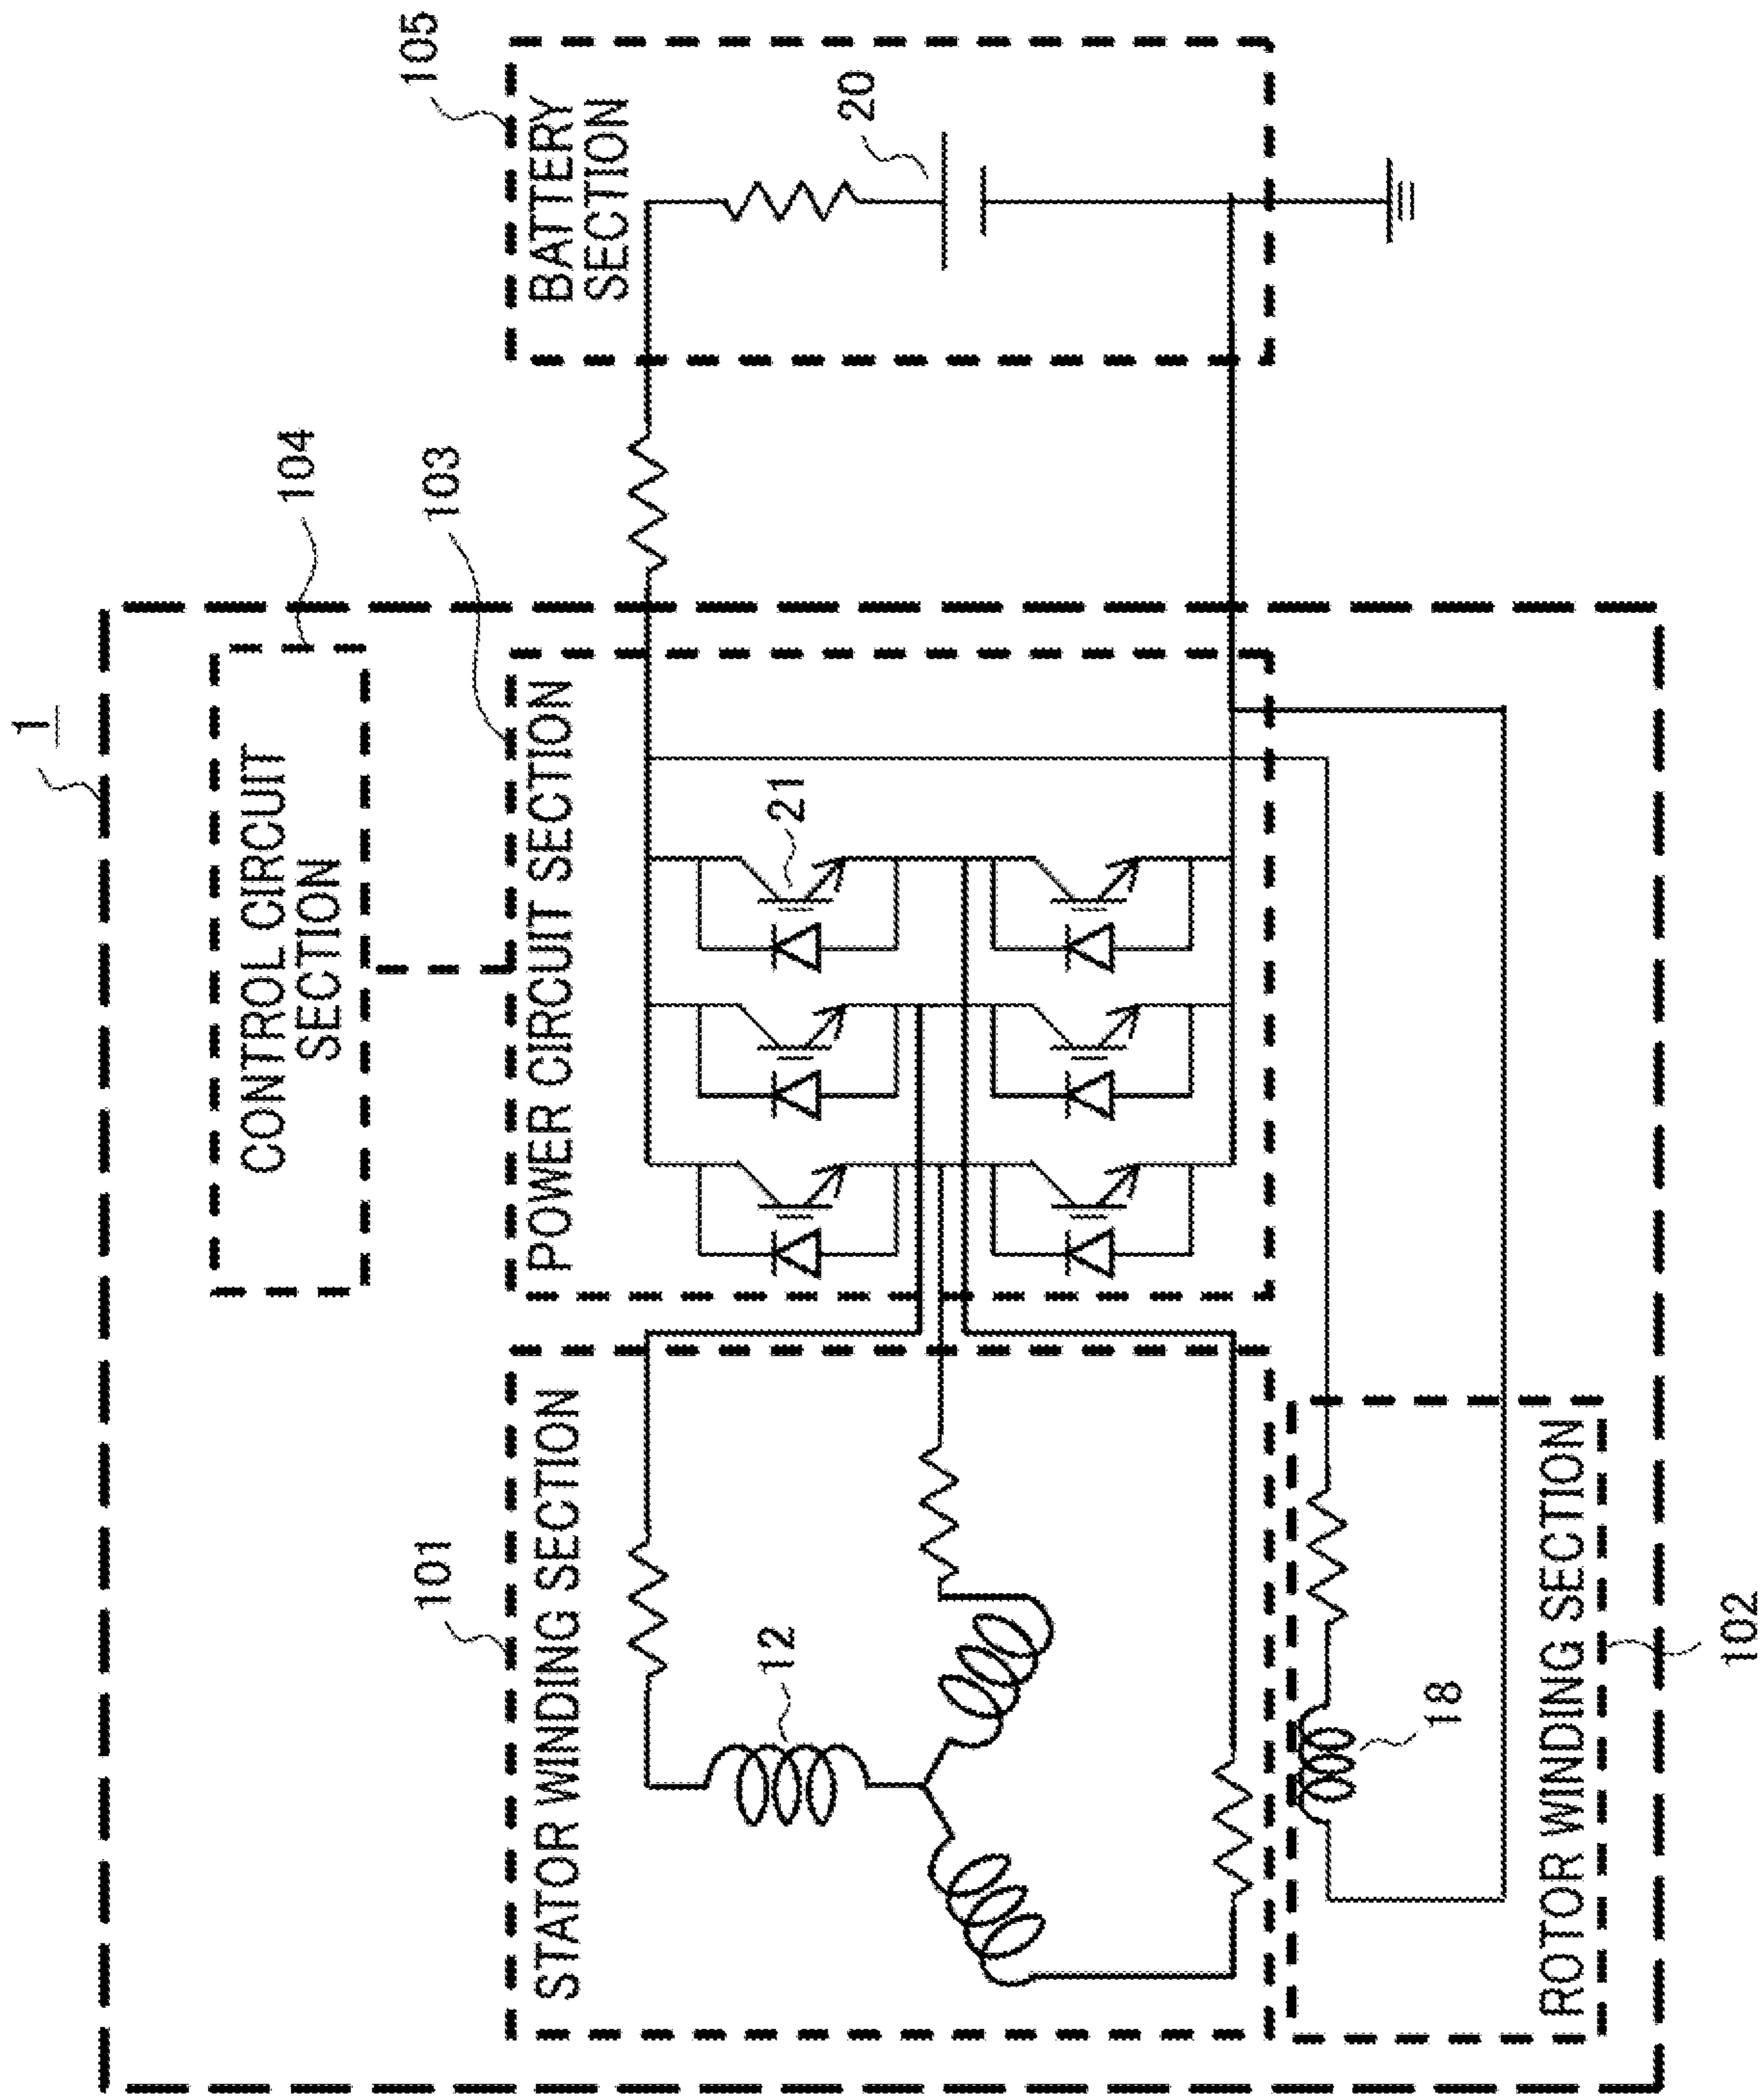 1
CONTROL CIRCUIT
SECTION
104
101
STATOR WINDING SECTION
12
103
POWER CIRCUIT SECTION
21
105
BATTERY
SECTION
20
18
ROTOR WINDING SECTION
102